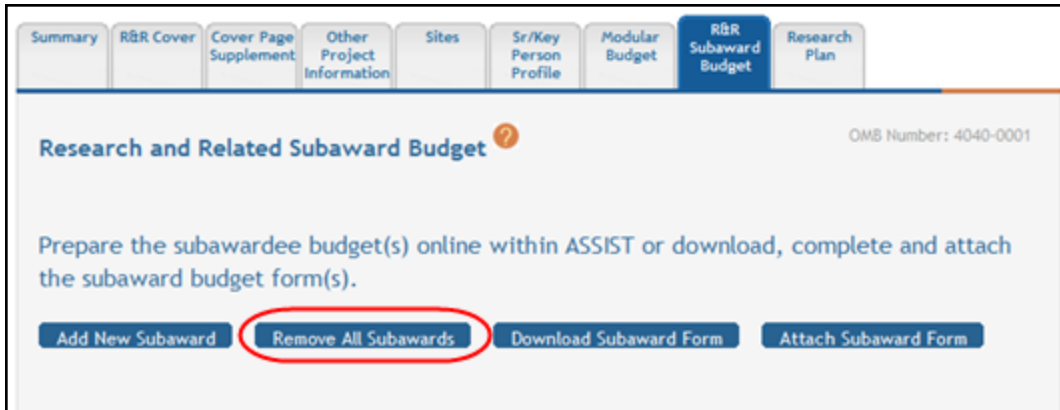 Summary
R&R Cover
Cover Page
Supplement
Other
Project
Information
Sites
Sr/Key
Person
Profile
Modular
Budget
R&R
Subaward
Budget
Research
Plan
Research and Related Subaward Budget ?
OMB Number: 4040-0001
Prepare the subawardee budget(s) online within ASSIST or download, complete and attach
the subaward budget form(s).
Add New Subaward
Remove All Subawards
Download Subaward Form
Attach Subaward Form